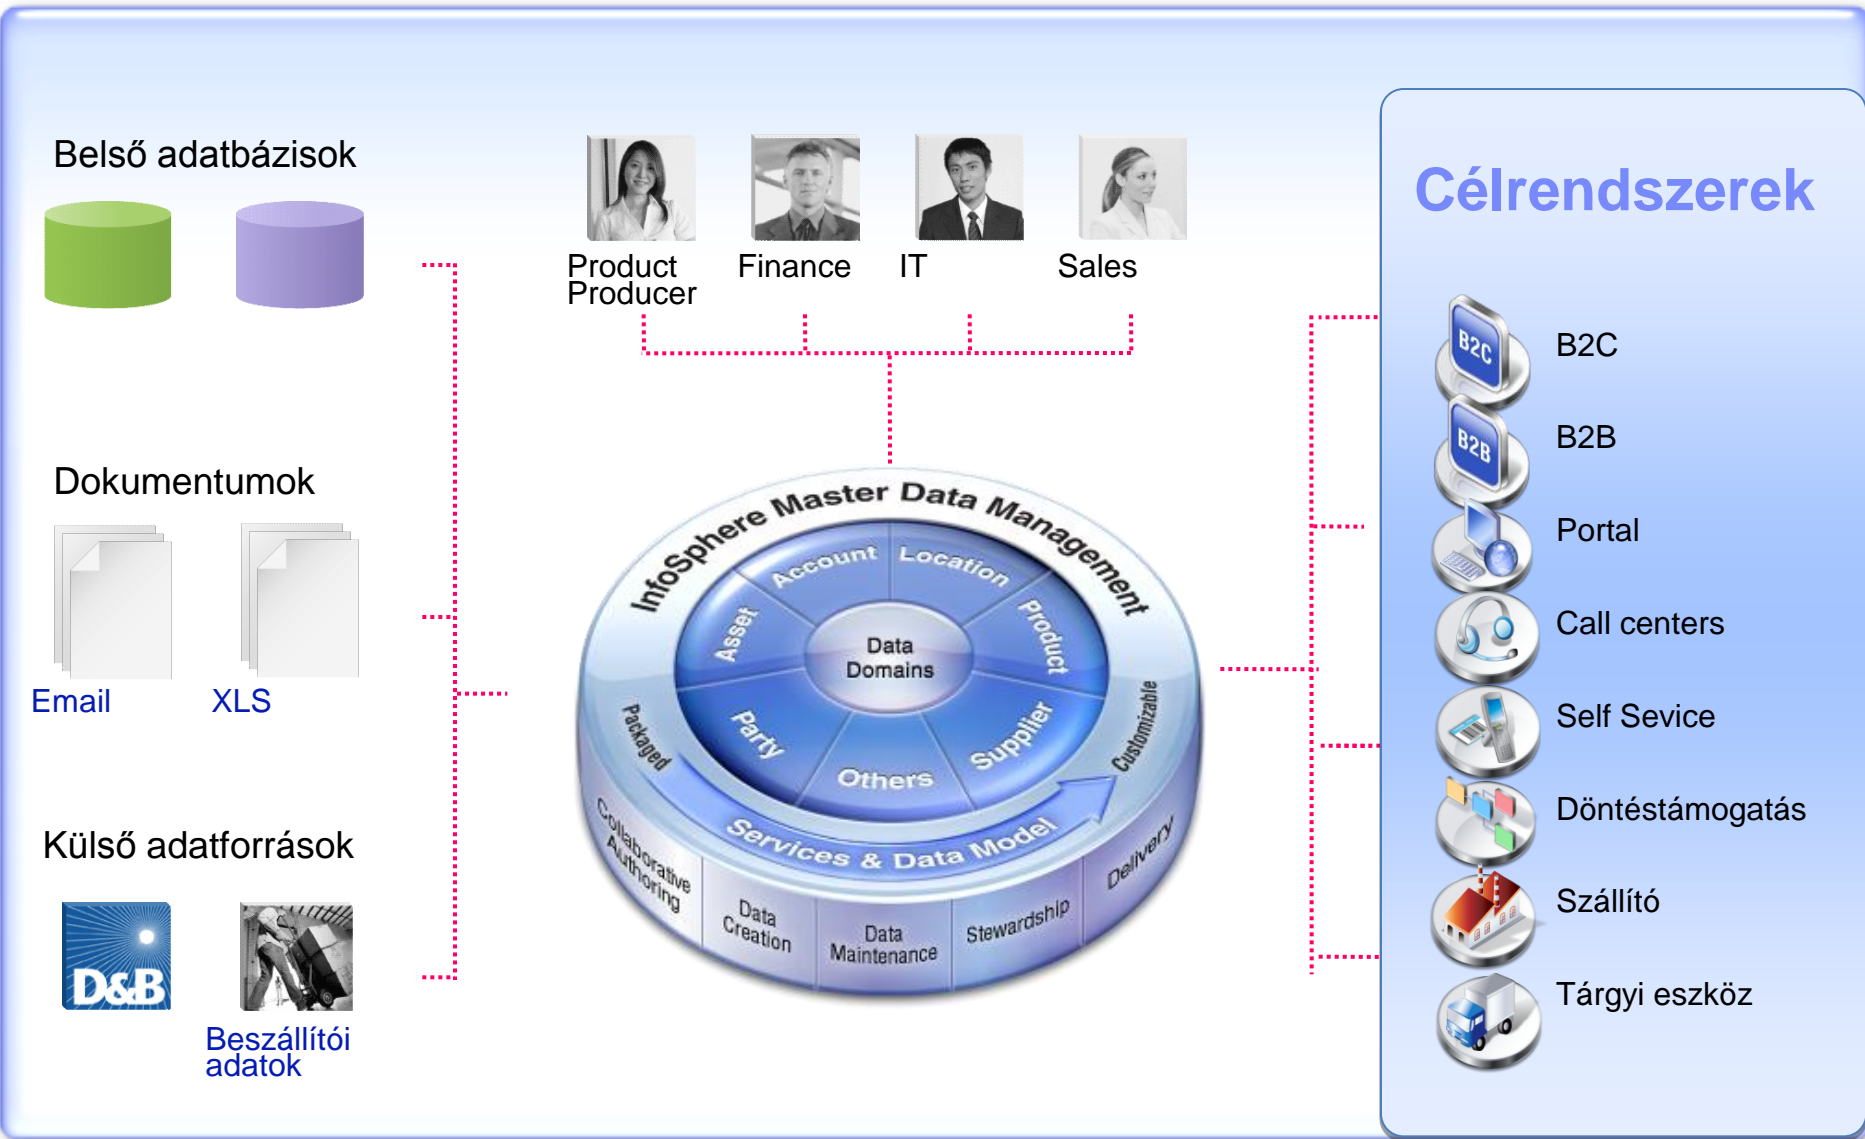 Belső adatbázisok
Dokumentumok
Email
XLS
Külső adatforrások
D&B
Beszállítói
adatok
Product
Producer
Finance
IT
Sales
InfoSphere Master Data Management
Account
Location
Asset
Product
Data
Domains
Party
Supplier
Others
Packaged
Customizable
Services & Data Model
Collaborative
Authoring
Data
Creation
Data
Maintenance
Stewardship
Delivery
Célrendszerek
B2C
B2C
B2B
B2B
Portal
Call centers
Self Sevice
Döntéstámogatás
Szállító
Tárgyi eszköz